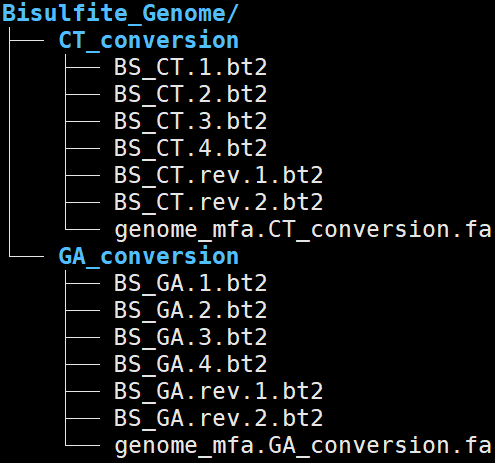 Bisulfite_Genome/
CT_conversion
BS_CT.1.bt2
BS_CT.2.bt2
BS_CT.3.bt2
BS_CT.4.bt2
BS_CT.rev.1.bt2
BS_CT.rev.2.bt2
genome_mfa.CT_conversion.fa
GA_conversion
BS_GA.1.bt2
BS_GA.2.bt2
BS_GA.3.bt2
BS_GA.4.bt2
BS_GA.rev.1.bt2
BS_GA.rev.2.bt2
genome_mfa.GA_conversion.fa